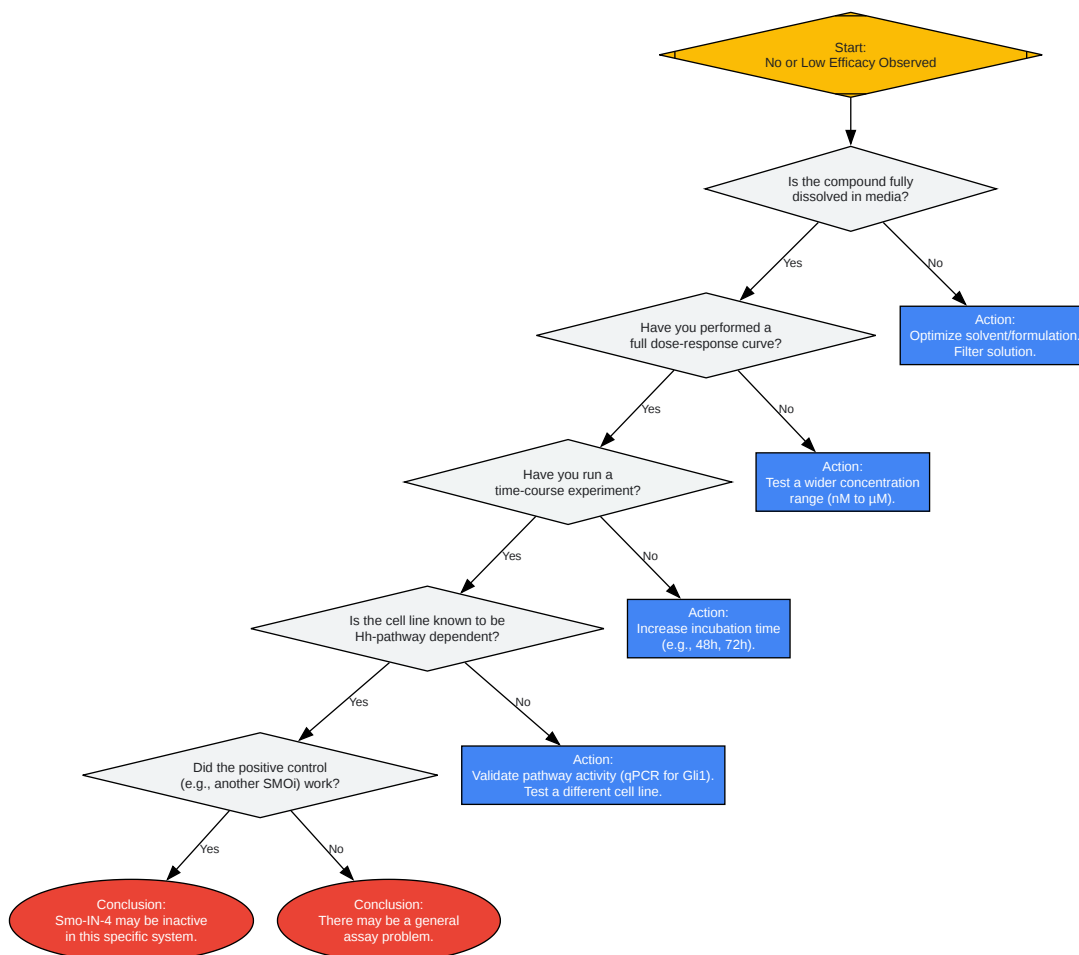 Start:
No or Low Efficacy Observed
Is the compound fully
dissolved in media?
Yes
No
Have you performed a
full dose-response curve?
Action:
Optimize solvent/formulation.
Filter solution.
Yes
No
Have you run a
time-course experiment?
Action:
Test a wider concentration
range (nM to µM).
Yes
No
Is the cell line known to be
Hh-pathway dependent?
Action:
Increase incubation time
(e.g., 48h, 72h).
Yes
No
Did the positive control
(e.g., another SMOi) work?
Action:
Validate pathway activity (qPCR for Gli1).
Test a different cell line.
Yes
No
Conclusion:
Smo-IN-4 may be inactive
in this specific system.
Conclusion:
There may be a general
assay problem.